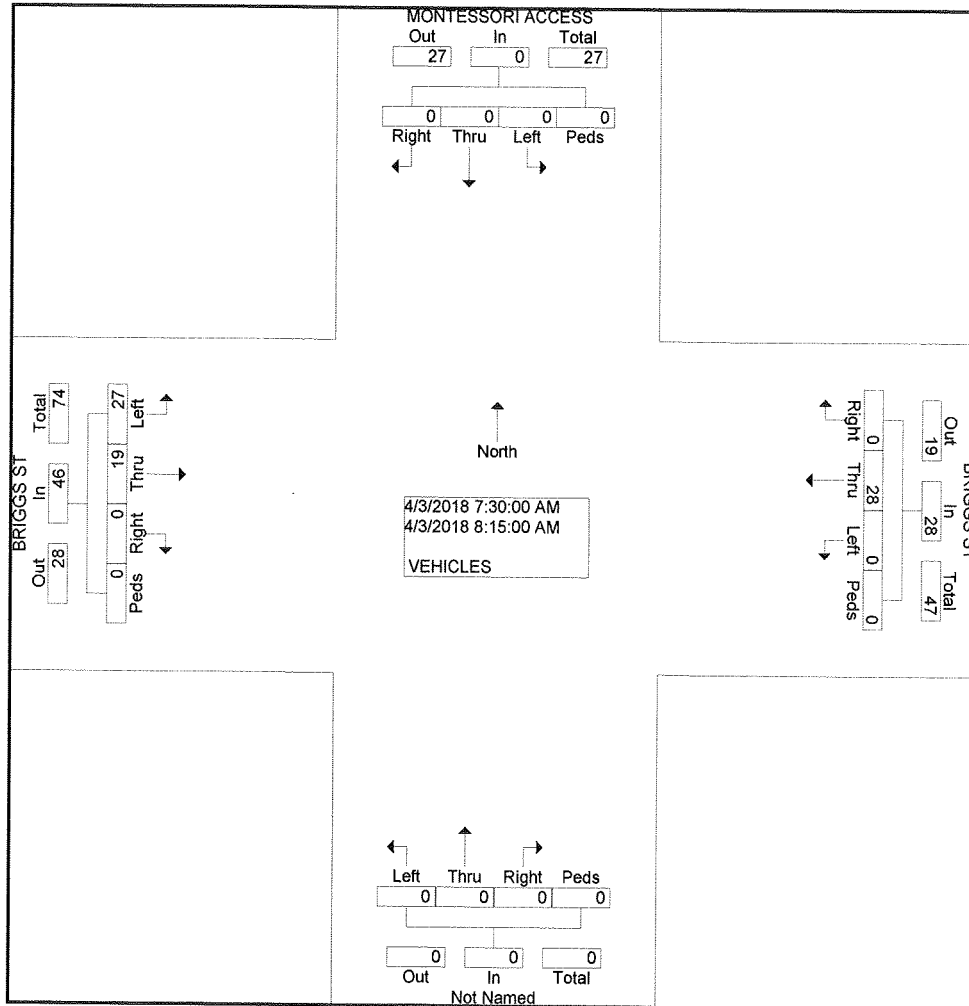 MONTESSORI ACCESS
Out In Total
27 0 27
0 0 0 0
Right Thru Left Peds
BRIGGS ST
Total In Out
74 46 28
27 19 0 0
Left Thru Right Peds
North
4/3/2018 7:30:00 AM
4/3/2018 8:15:00 AM
VEHICLES
Right Thru Left Peds
0 28 0 0
Out In Total
19 28 47
BRIGGS ST
Left Thru Right Peds
0 0 0 0
0 0 0
Out In Total
Not Named